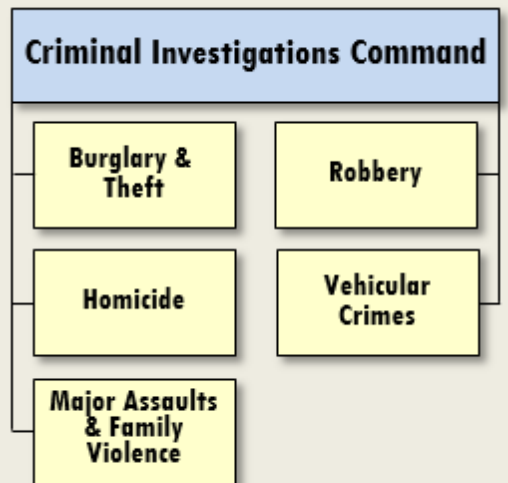 Criminal Investigations Command
Burglary &
Theft
Robbery
Homicide
Vehicular
Crimes
Major Assaults
& Family
Violence